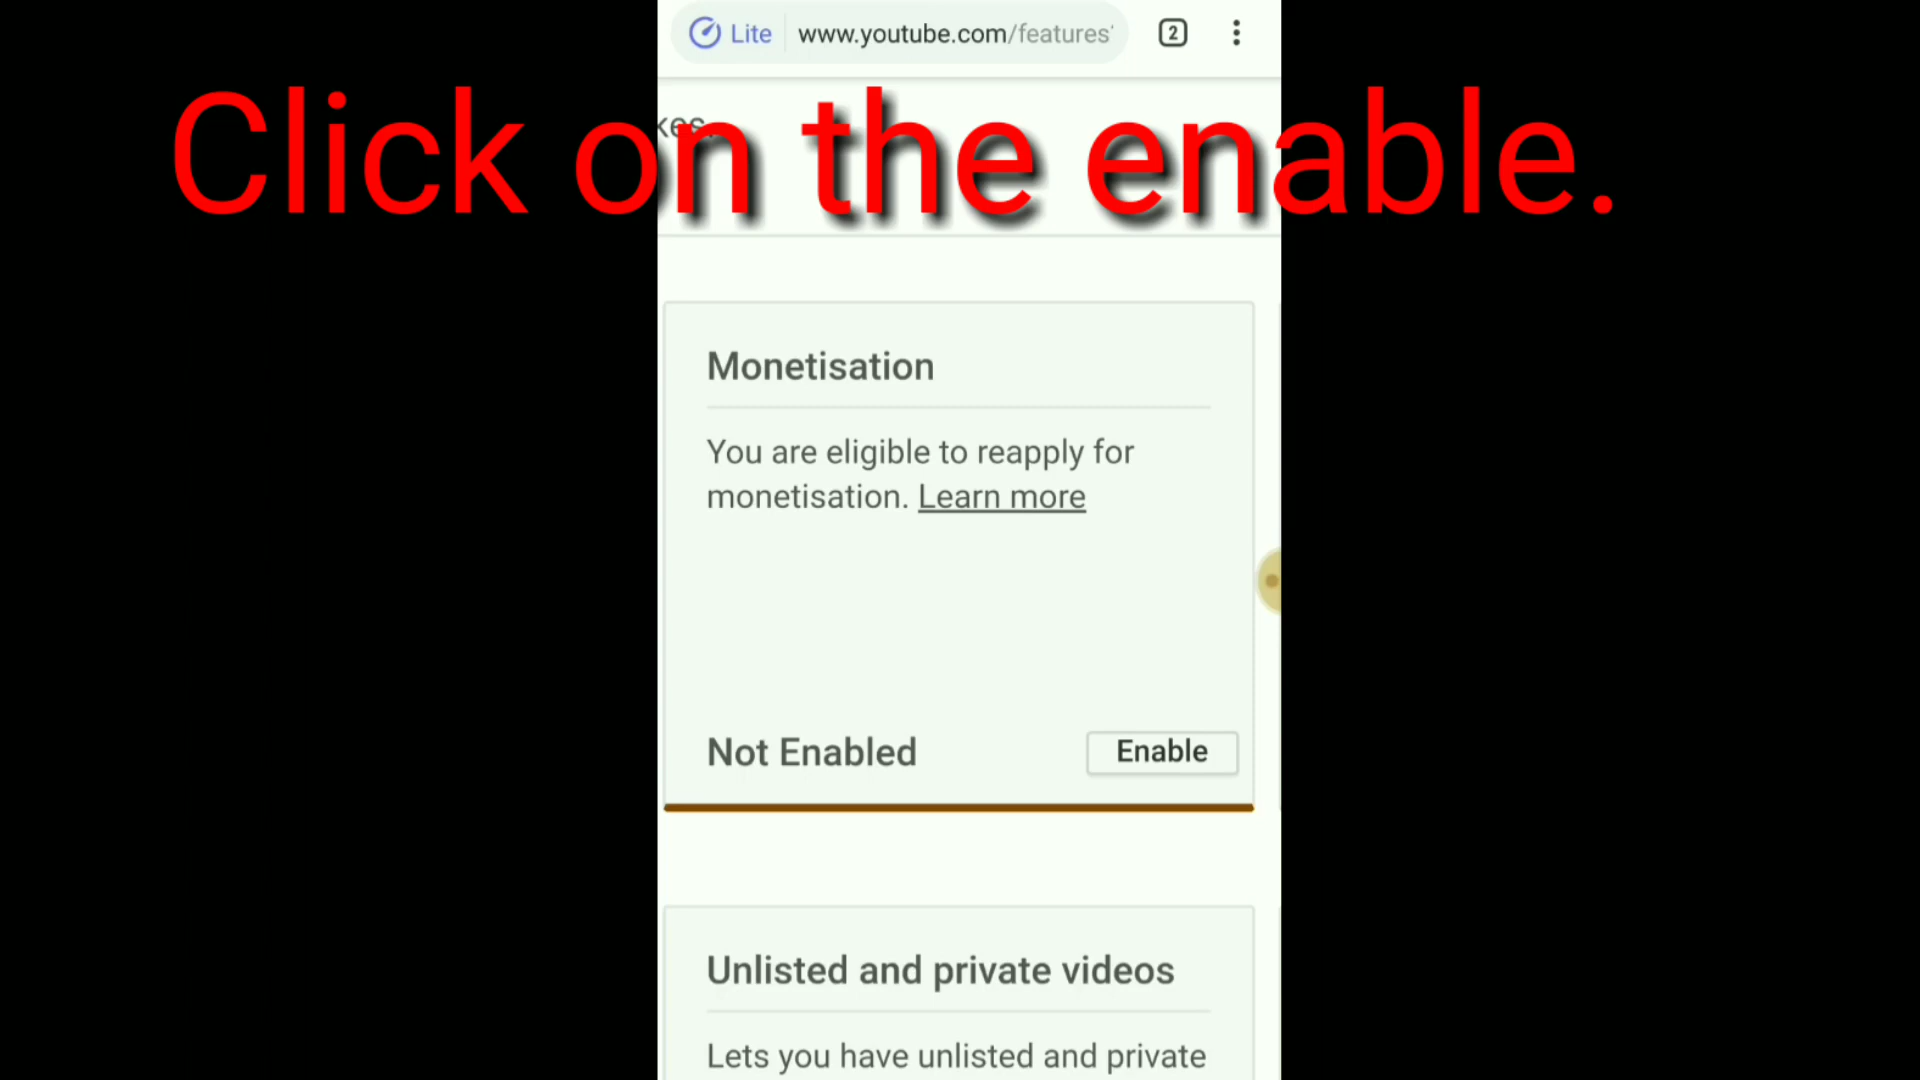 Lite www.youtube.com/features
2
Click on the enable.
Monetisation
You are eligible to reapply for
monetisation. Learn more
Not Enabled Enable
Unlisted and private videos
Lets you have unlisted and private